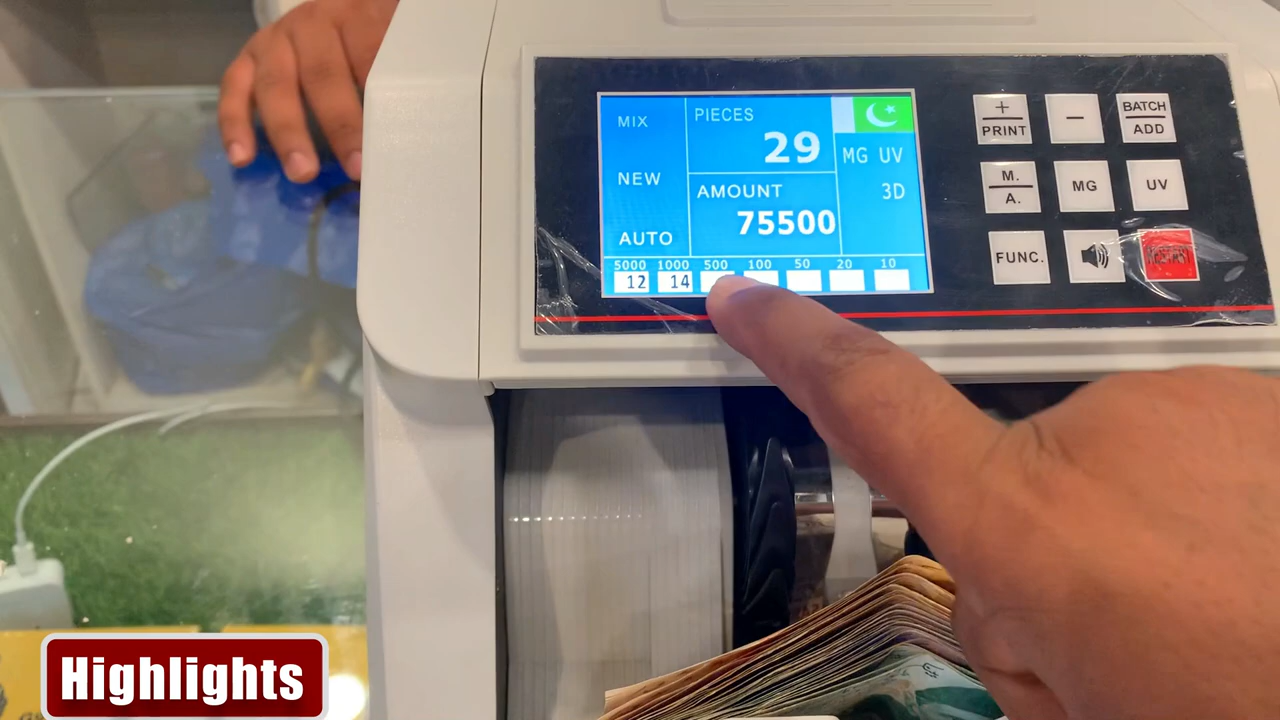 MIX
PIECES
29
MG UV
3D
NEW
AMOUNT
75500
AUTO
5000 1000 500 100 50 20 10
12 14
+
PRINT
−
BATCH
ADD
M.
A.
MG
UV
FUNC.
Highlights